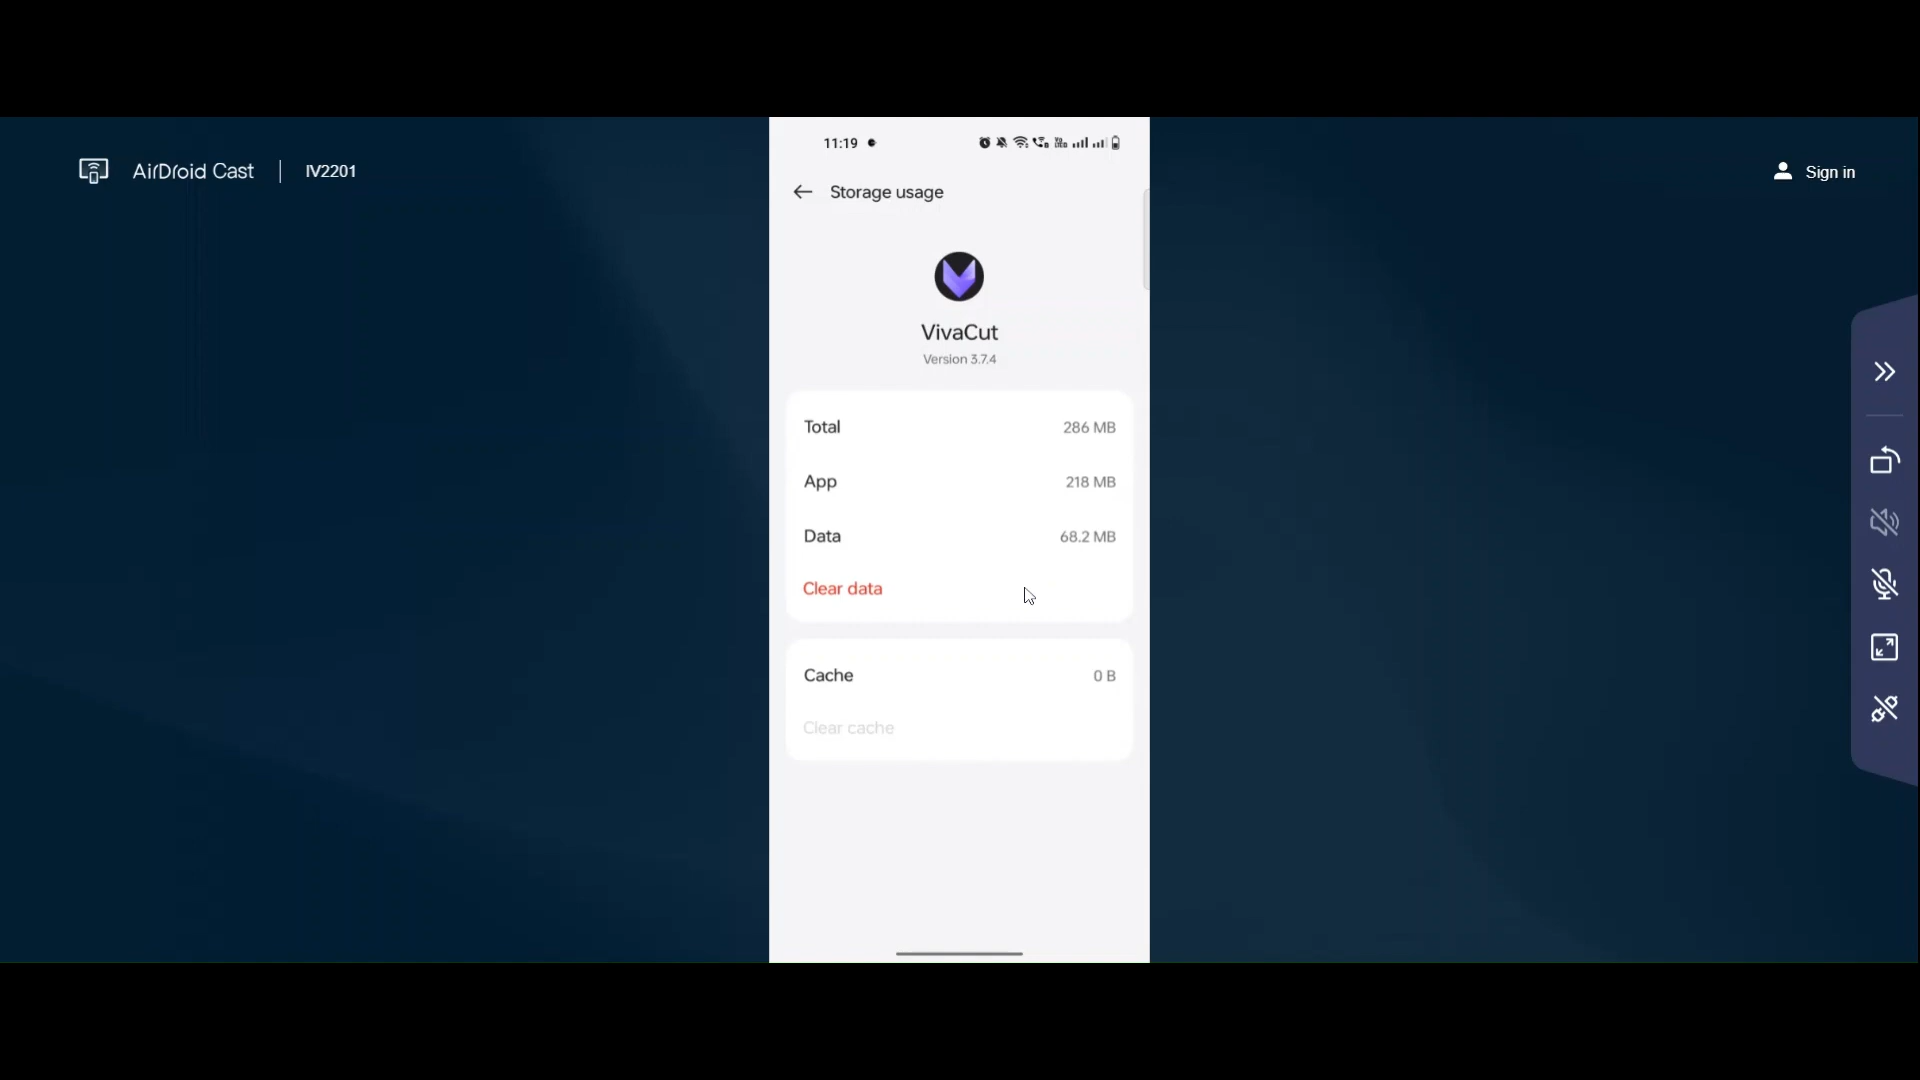 11:19
AirDroid Cast | IV2201
Sign in
Storage usage
VivaCut
Version 3.7.4
Total 286 MB
App 218 MB
Data 68.2 MB
Clear data
Cache 0 B
Clear cache